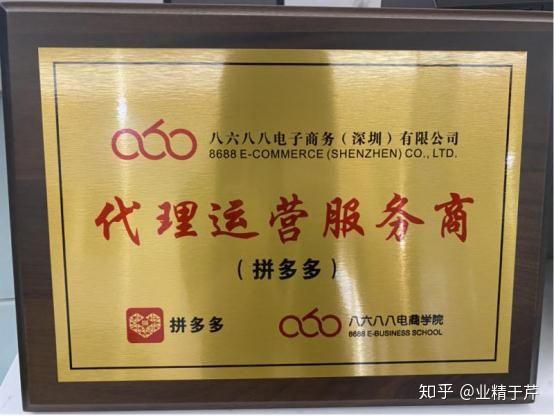 八六八八电子商务（深圳）有限公司
8688 E-COMMERCE (SHENZHEN) CO., LTD.
代理运营服务商
（拼多多）
拼多多
八六八八电商学院
8688 E-BUSINESS SCHOOL
知乎 @业精于芹